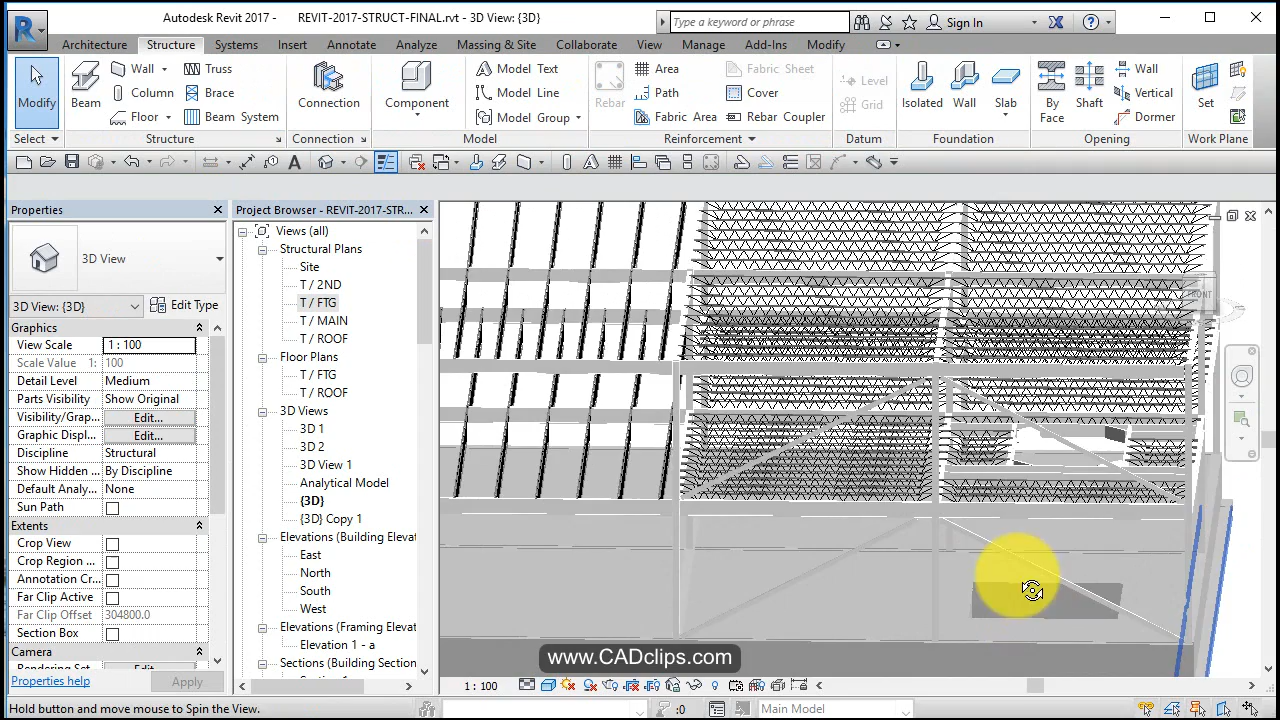 Autodesk Revit 2017 - REVIT-2017-STRUCT-FINAL.rvt - 3D View: {3D}
Type a keyword or phrase
Sign In
Architecture Structure Systems Insert Annotate Analyze Massing & Site Collaborate View Manage Add-Ins Modify
Modify
Beam
Wall
Column
Floor
Truss
Brace
Beam System
Connection
Component
Model Text
Model Line
Model Group
Rebar
Area
Path
Fabric Area
Fabric Sheet
Cover
Rebar Coupler
Level
Grid
Isolated
Wall
Slab
By
Face
Shaft
Wall
Vertical
Dormer
Set
Select
Structure
Connection
Model
Reinforcement
Datum
Foundation
Opening
Work Plane
Properties
3D View
3D View: {3D}
Edit Type
Graphics
View Scale 1 : 100
Scale Value 1: 100
Detail Level Medium
Parts Visibility Show Original
Visibility/Grap... Edit...
Graphic Displ... Edit...
Discipline Structural
Show Hidden ... By Discipline
Default Analy... None
Sun Path
Extents
Crop View
Crop Region ...
Annotation Cr...
Far Clip Active
Far Clip Offset 304800.0
Section Box
Camera
Properties help
Apply
Project Browser - REVIT-2017-STR...
Views (all)
Structural Plans
Site
T / 2ND
T / FTG
T / MAIN
T / ROOF
Floor Plans
T / FTG
T / ROOF
3D Views
3D 1
3D 2
3D View 1
Analytical Model
{3D}
{3D} Copy 1
Elevations (Building Elevat
East
North
South
West
Elevations (Framing Elevat
Elevation 1 - a
Sections (Building Section
FRONT
www.CADclips.com
1 : 100
Hold button and move mouse to Spin the View.
:0
Main Model